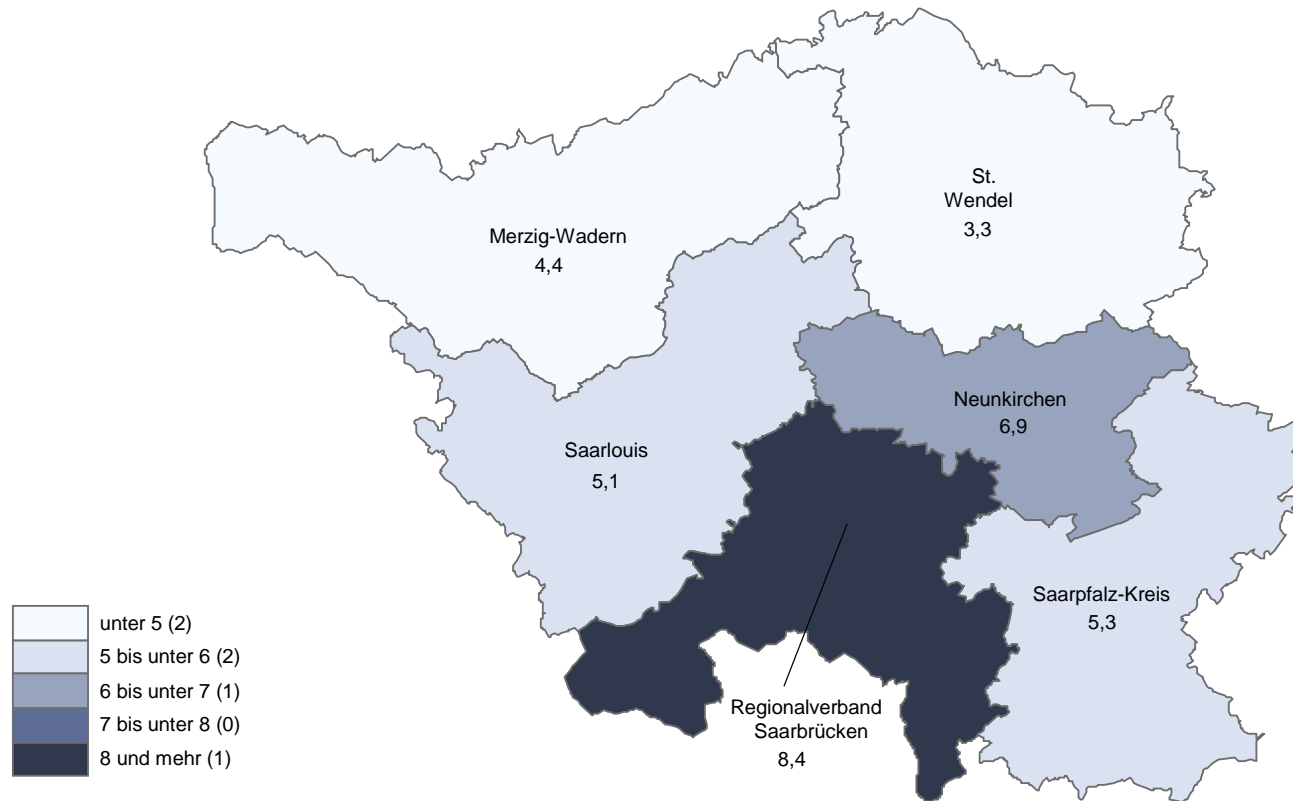 St.
Wendel
3,3
Merzig-Wadern
4,4
Neunkirchen
6,9
Saarlouis
5,1
Saarpfalz-Kreis
5,3
Regionalverband
Saarbrücken
8,4
unter 5 (2)
5 bis unter 6 (2)
6 bis unter 7 (1)
7 bis unter 8 (0)
8 und mehr (1)